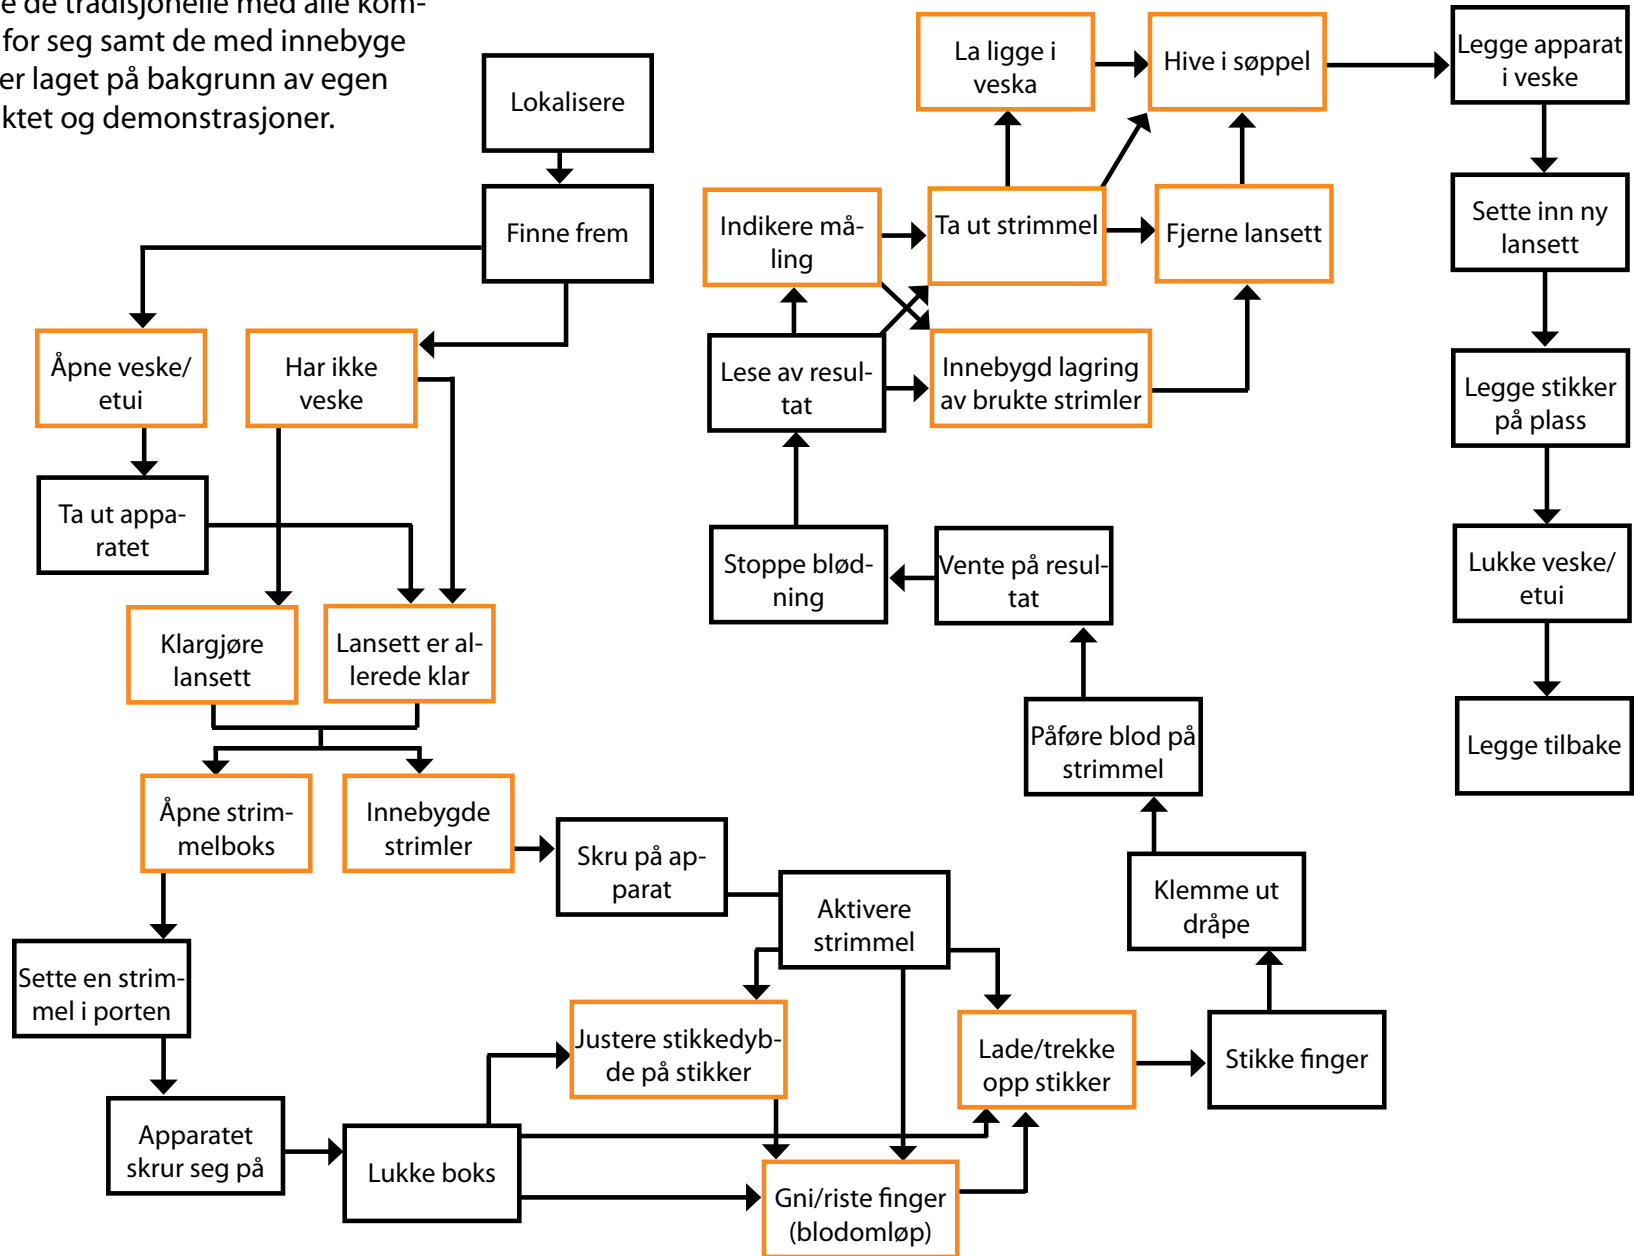 e de tradisjonelle med alle kom-
for seg samt de med innebyge
er laget på bakgrunn av egen
ktet og demonstrasjoner.
Lokalisere
Finne frem
Åpne veske/
etui
Har ikke
veske
Ta ut appa-
ratet
Klargjøre
lansett
Lansett er al-
lerede klar
Åpne strim-
melboks
Innebygde
strimler
Sette en strim-
mel i porten
Apparatet
skrur seg på
Lukke boks
Skru på ap-
parat
Aktivere
strimmel
Justere stikkedyb-
de på stikker
Gni/riste finger
(blodomløp)
Lade/trekke
opp stikker
Stikke finger
Klemme ut
dråpe
Påføre blod på
strimmel
Vente på resul-
tat
Stoppe blød-
ning
Lese av resul-
tat
Indikere må-
ling
Ta ut strimmel
Innebygd lagring
av brukte strimler
Fjerne lansett
La ligge i
veska
Hive i søppel
Legge apparat
i veske
Sette inn ny
lansett
Legge stikker
på plass
Lukke veske/
etui
Legge tilbake